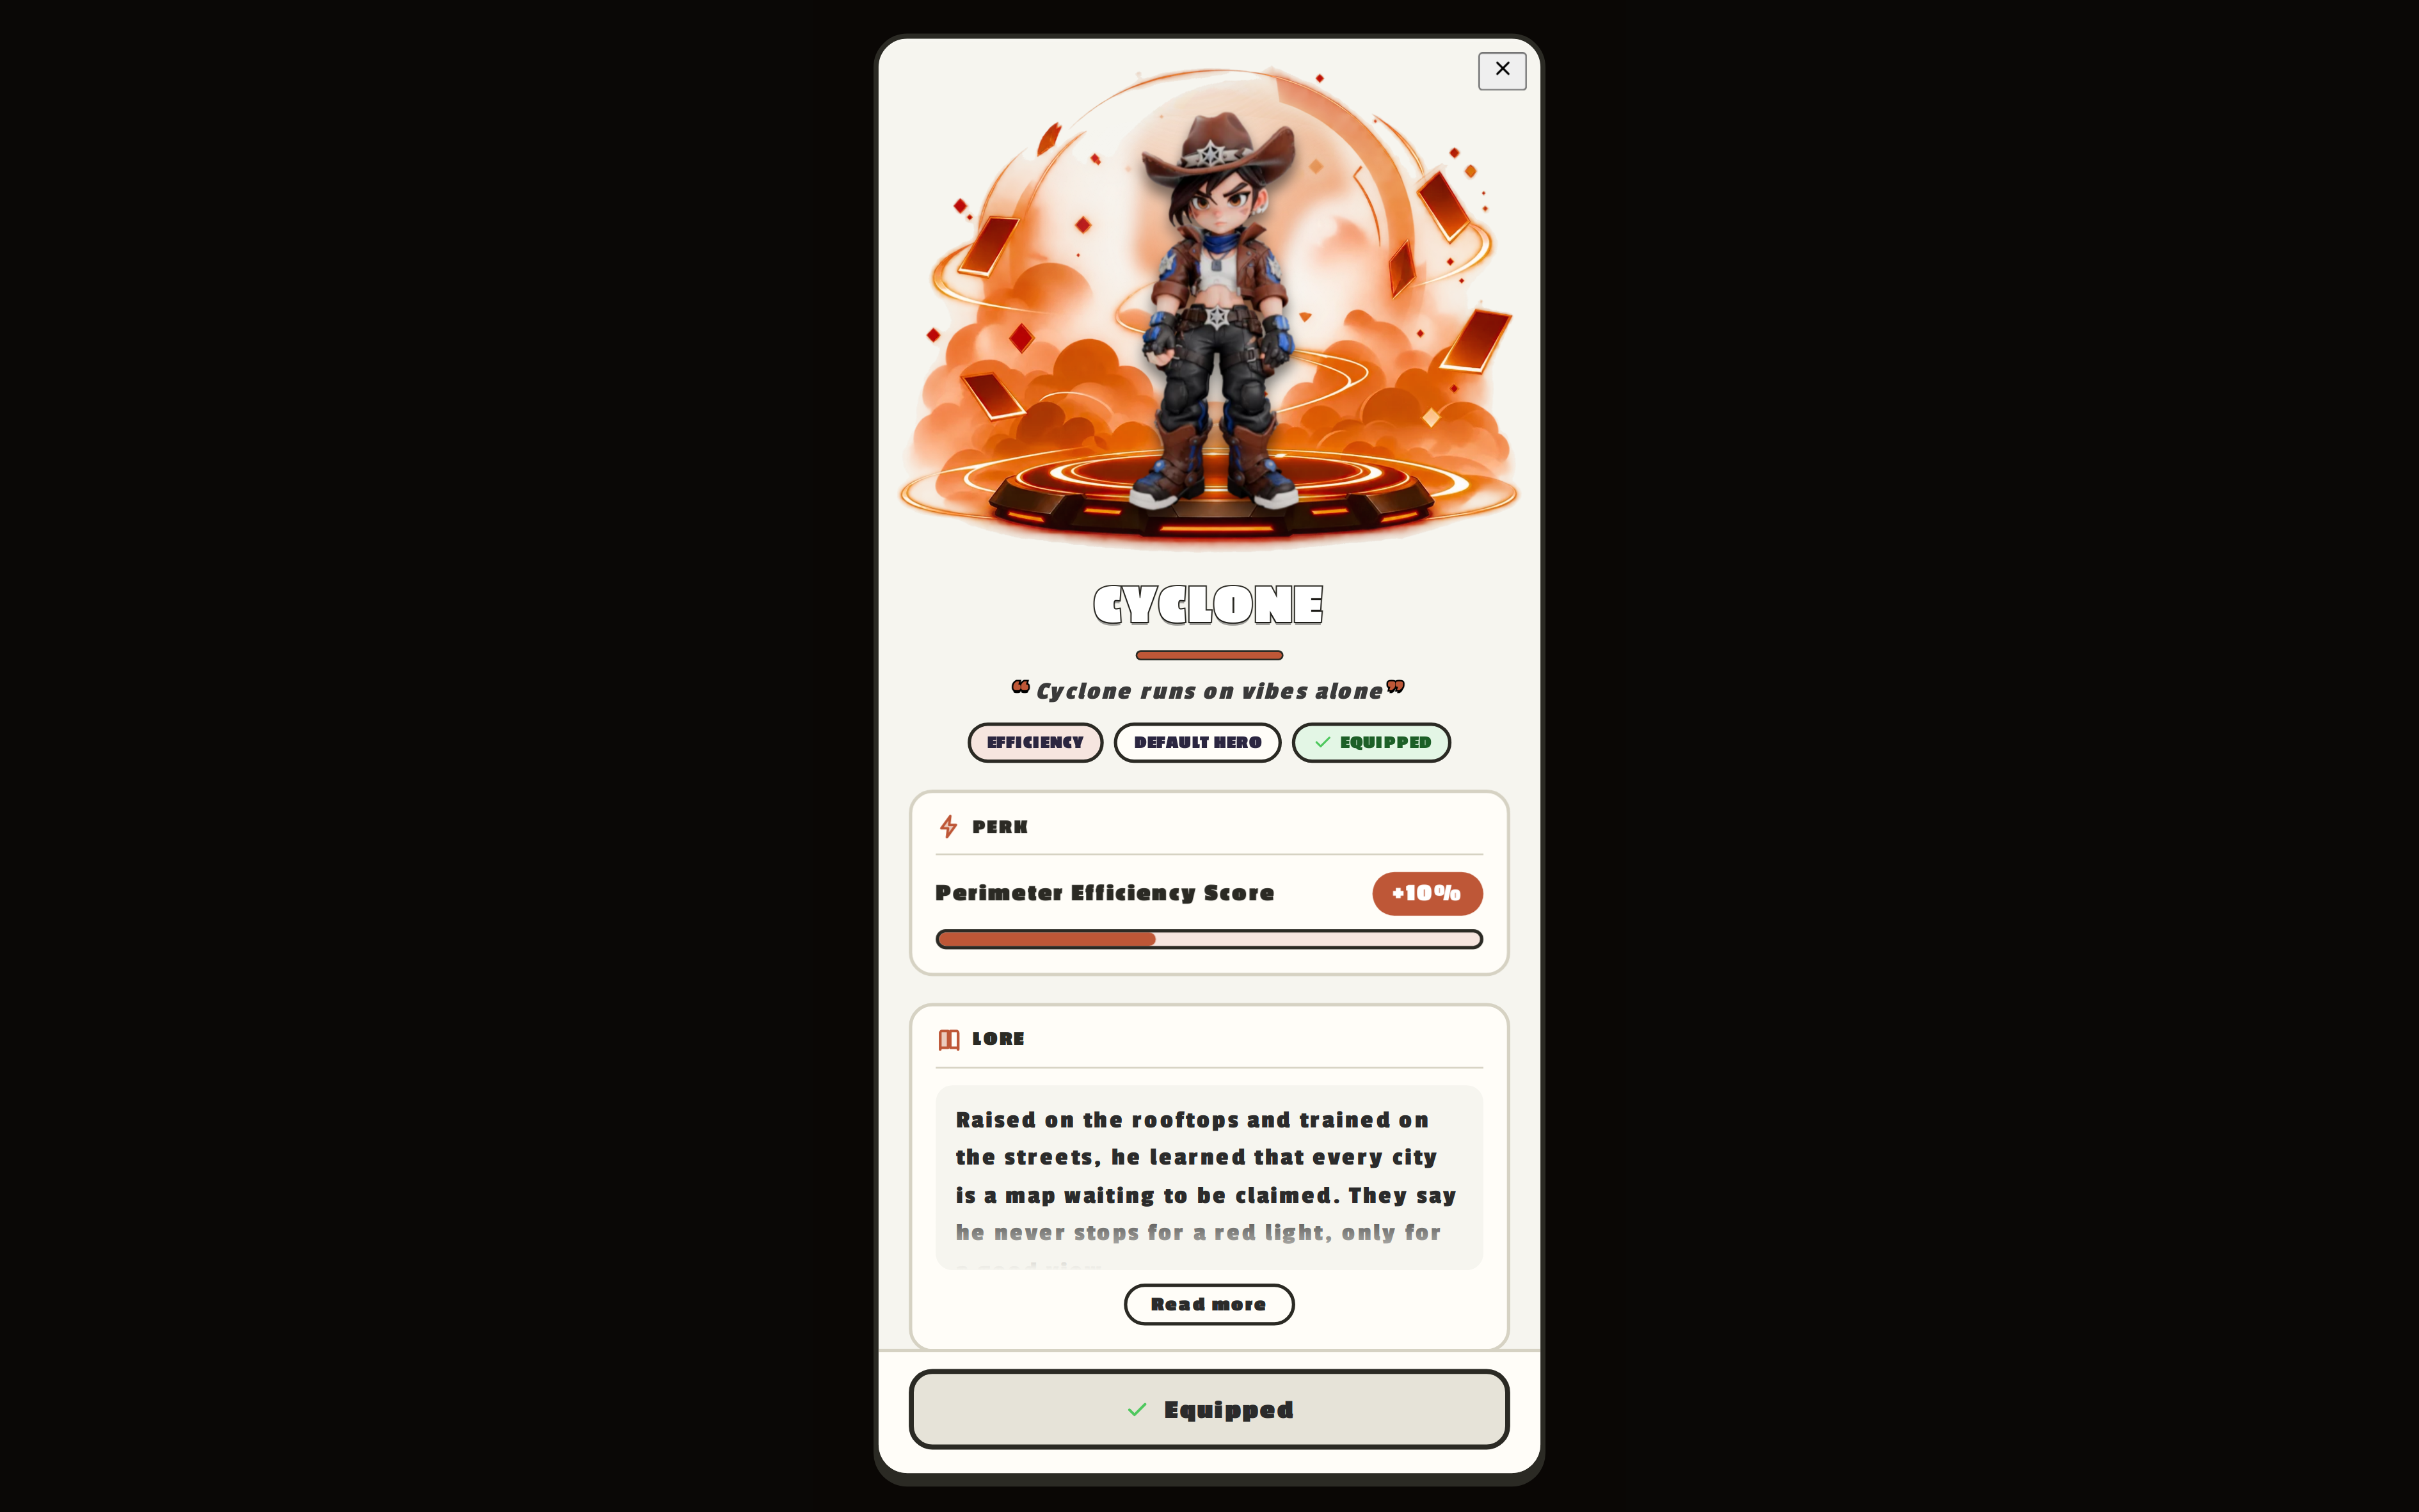 CYCLONE
❝ Cyclone runs on vibes alone ❞
EFFICIENCY
DEFAULT HERO
EQUIPPED
PERK
Perimeter Efficiency Score
+10%
LORE
Raised on the rooftops and trained on
the streets, he learned that every city
is a map waiting to be claimed. They say
he never stops for a red light, only for
Read more
Equipped